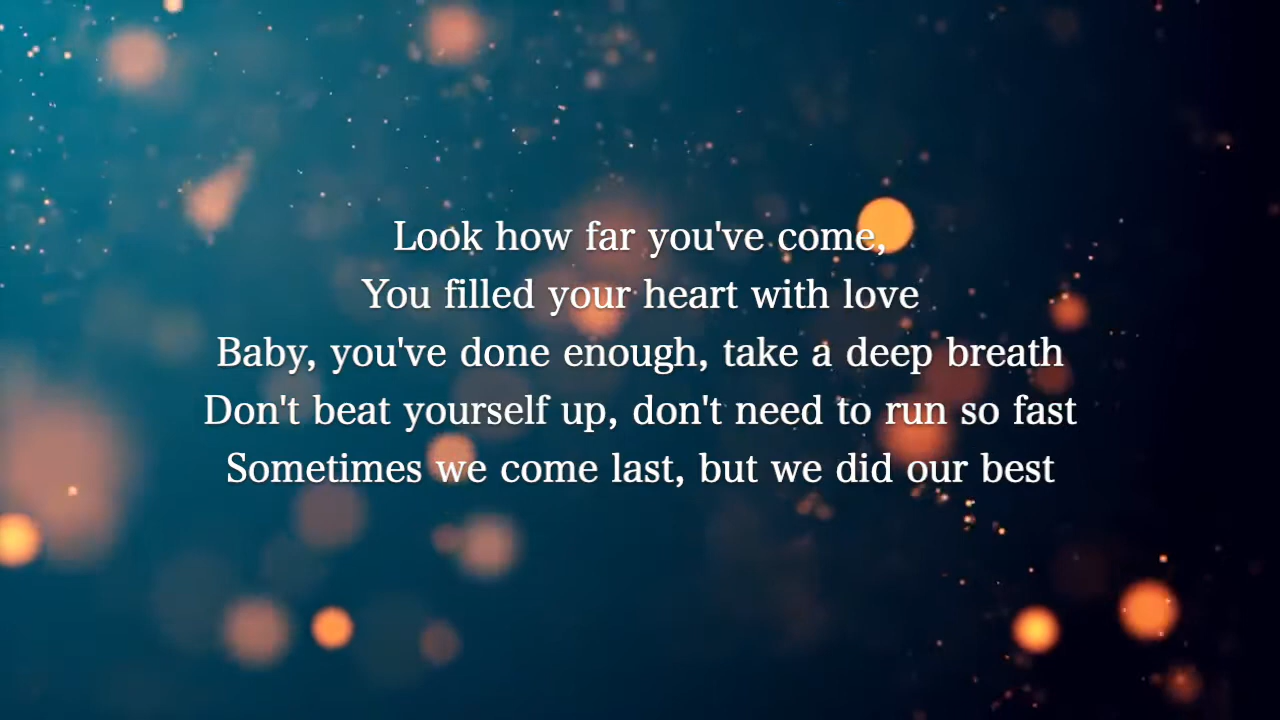 Look how far you've come,
You filled your heart with love
Baby, you've done enough, take a deep breath
Don't beat yourself up, don't need to run so fast
Sometimes we come last, but we did our best